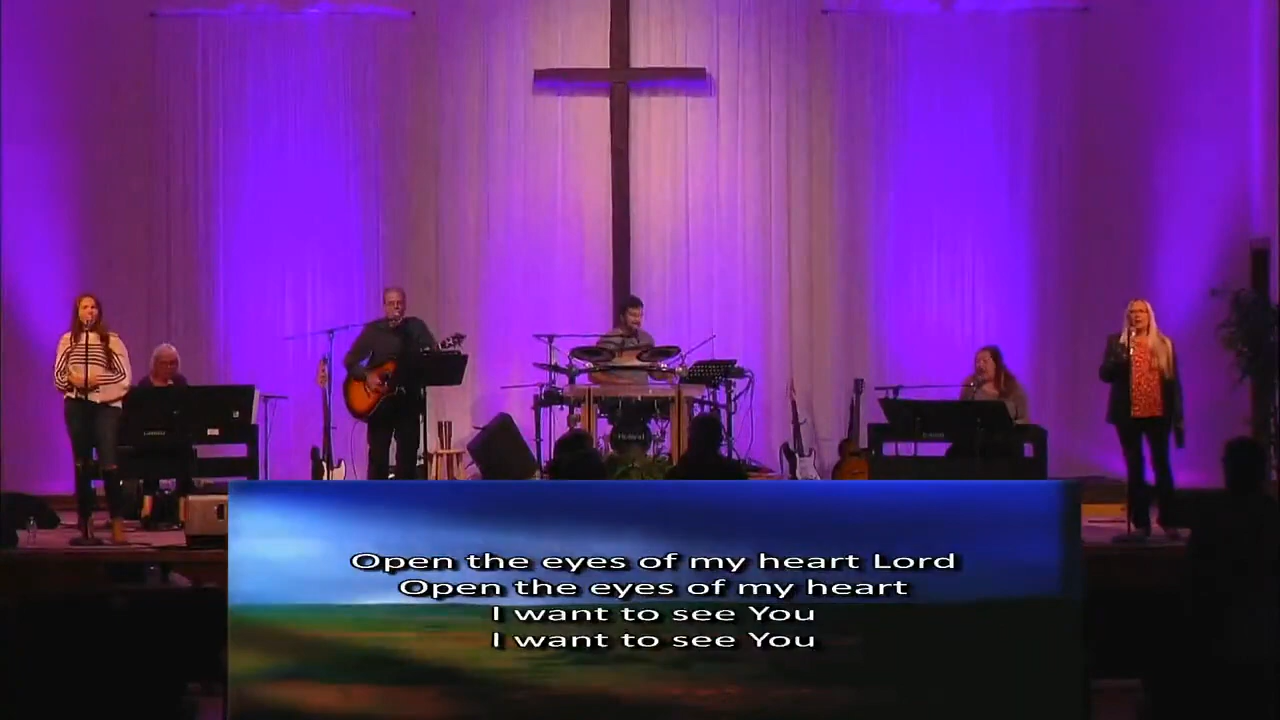 Open the eyes of my heart Lord
Open the eyes of my heart
I want to see You
I want to see You
Roland